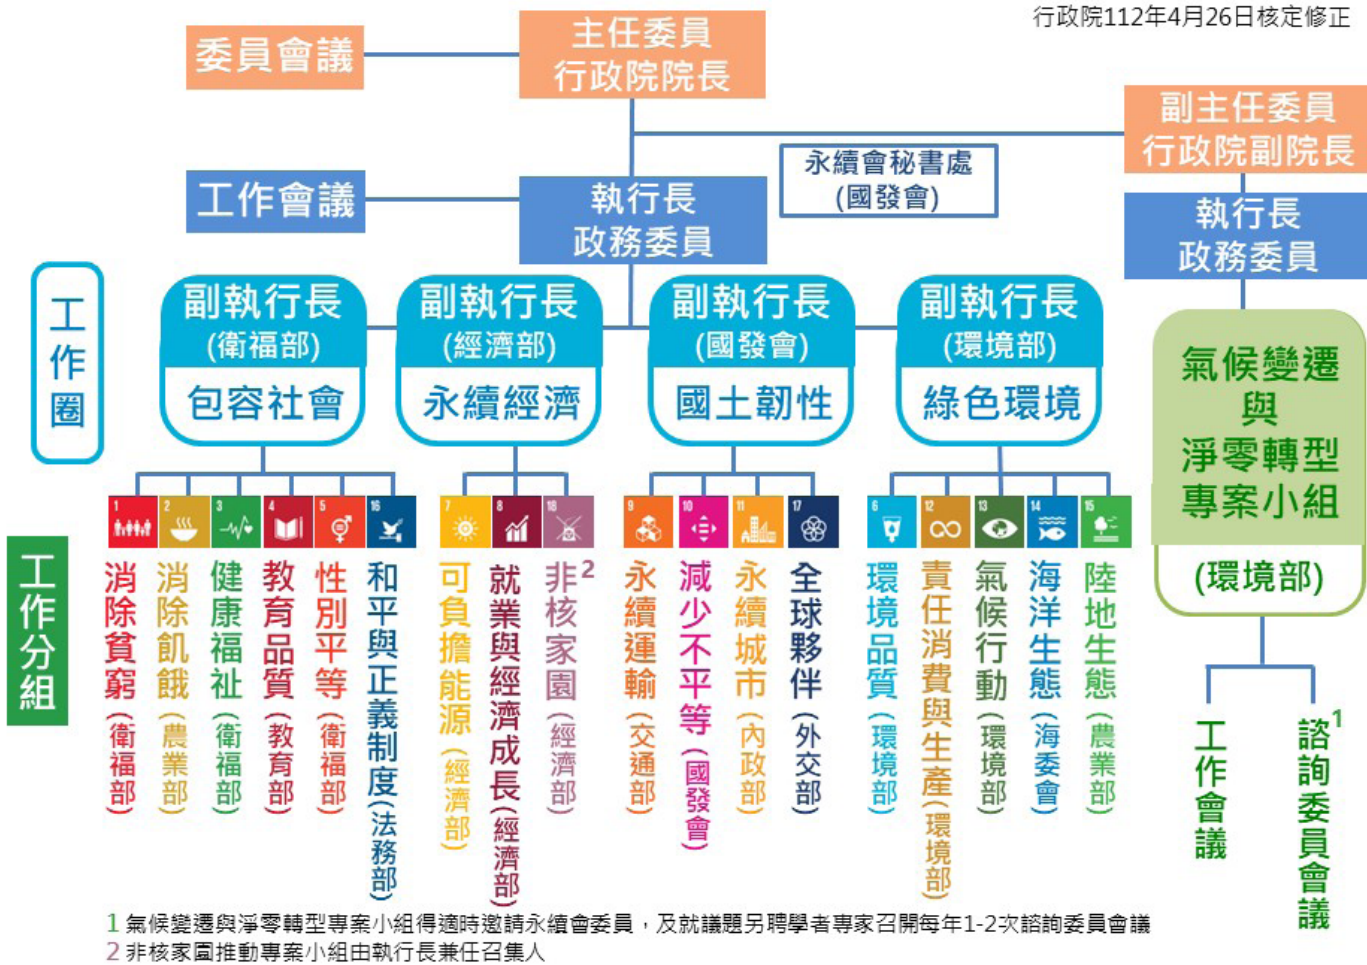 行政院112年4月26日核定修正
委員會議
主任委員
行政院院長
副主任委員
行政院副院長
永續會秘書處
(國發會)
工作會議
執行長
政務委員
執行長
政務委員
工作圈
副執行長
(衛福部)
包容社會
副執行長
(經濟部)
永續經濟
副執行長
(國發會)
國土韌性
副執行長
(環境部)
綠色環境
氣候變遷
與
淨零轉型
專案小組
(環境部)
工作分組
1
消除貧窮(衛福部)
2
消除飢餓(農業部)
3
健康福祉(衛福部)
4
教育品質(教育部)
5
性別平等(衛福部)
16
和平與正義制度(法務部)
7
可負擔能源(經濟部)
8
就業與經濟成長(經濟部)
18
非核家園2(經濟部)
9
永續運輸(交通部)
10
減少不平等(國發會)
11
永續城市(內政部)
17
全球夥伴(外交部)
6
環境品質(環境部)
12
責任消費與生產(環境部)
13
氣候行動(環境部)
14
海洋生態(海委會)
15
陸地生態(農業部)
工作會議
諮詢委員會議1
1 氣候變遷與淨零轉型專案小組得適時邀請永續會委員，及就議題另聘學者專家召開每年1-2次諮詢委員會議
2 非核家園推動專案小組由執行長兼任召集人